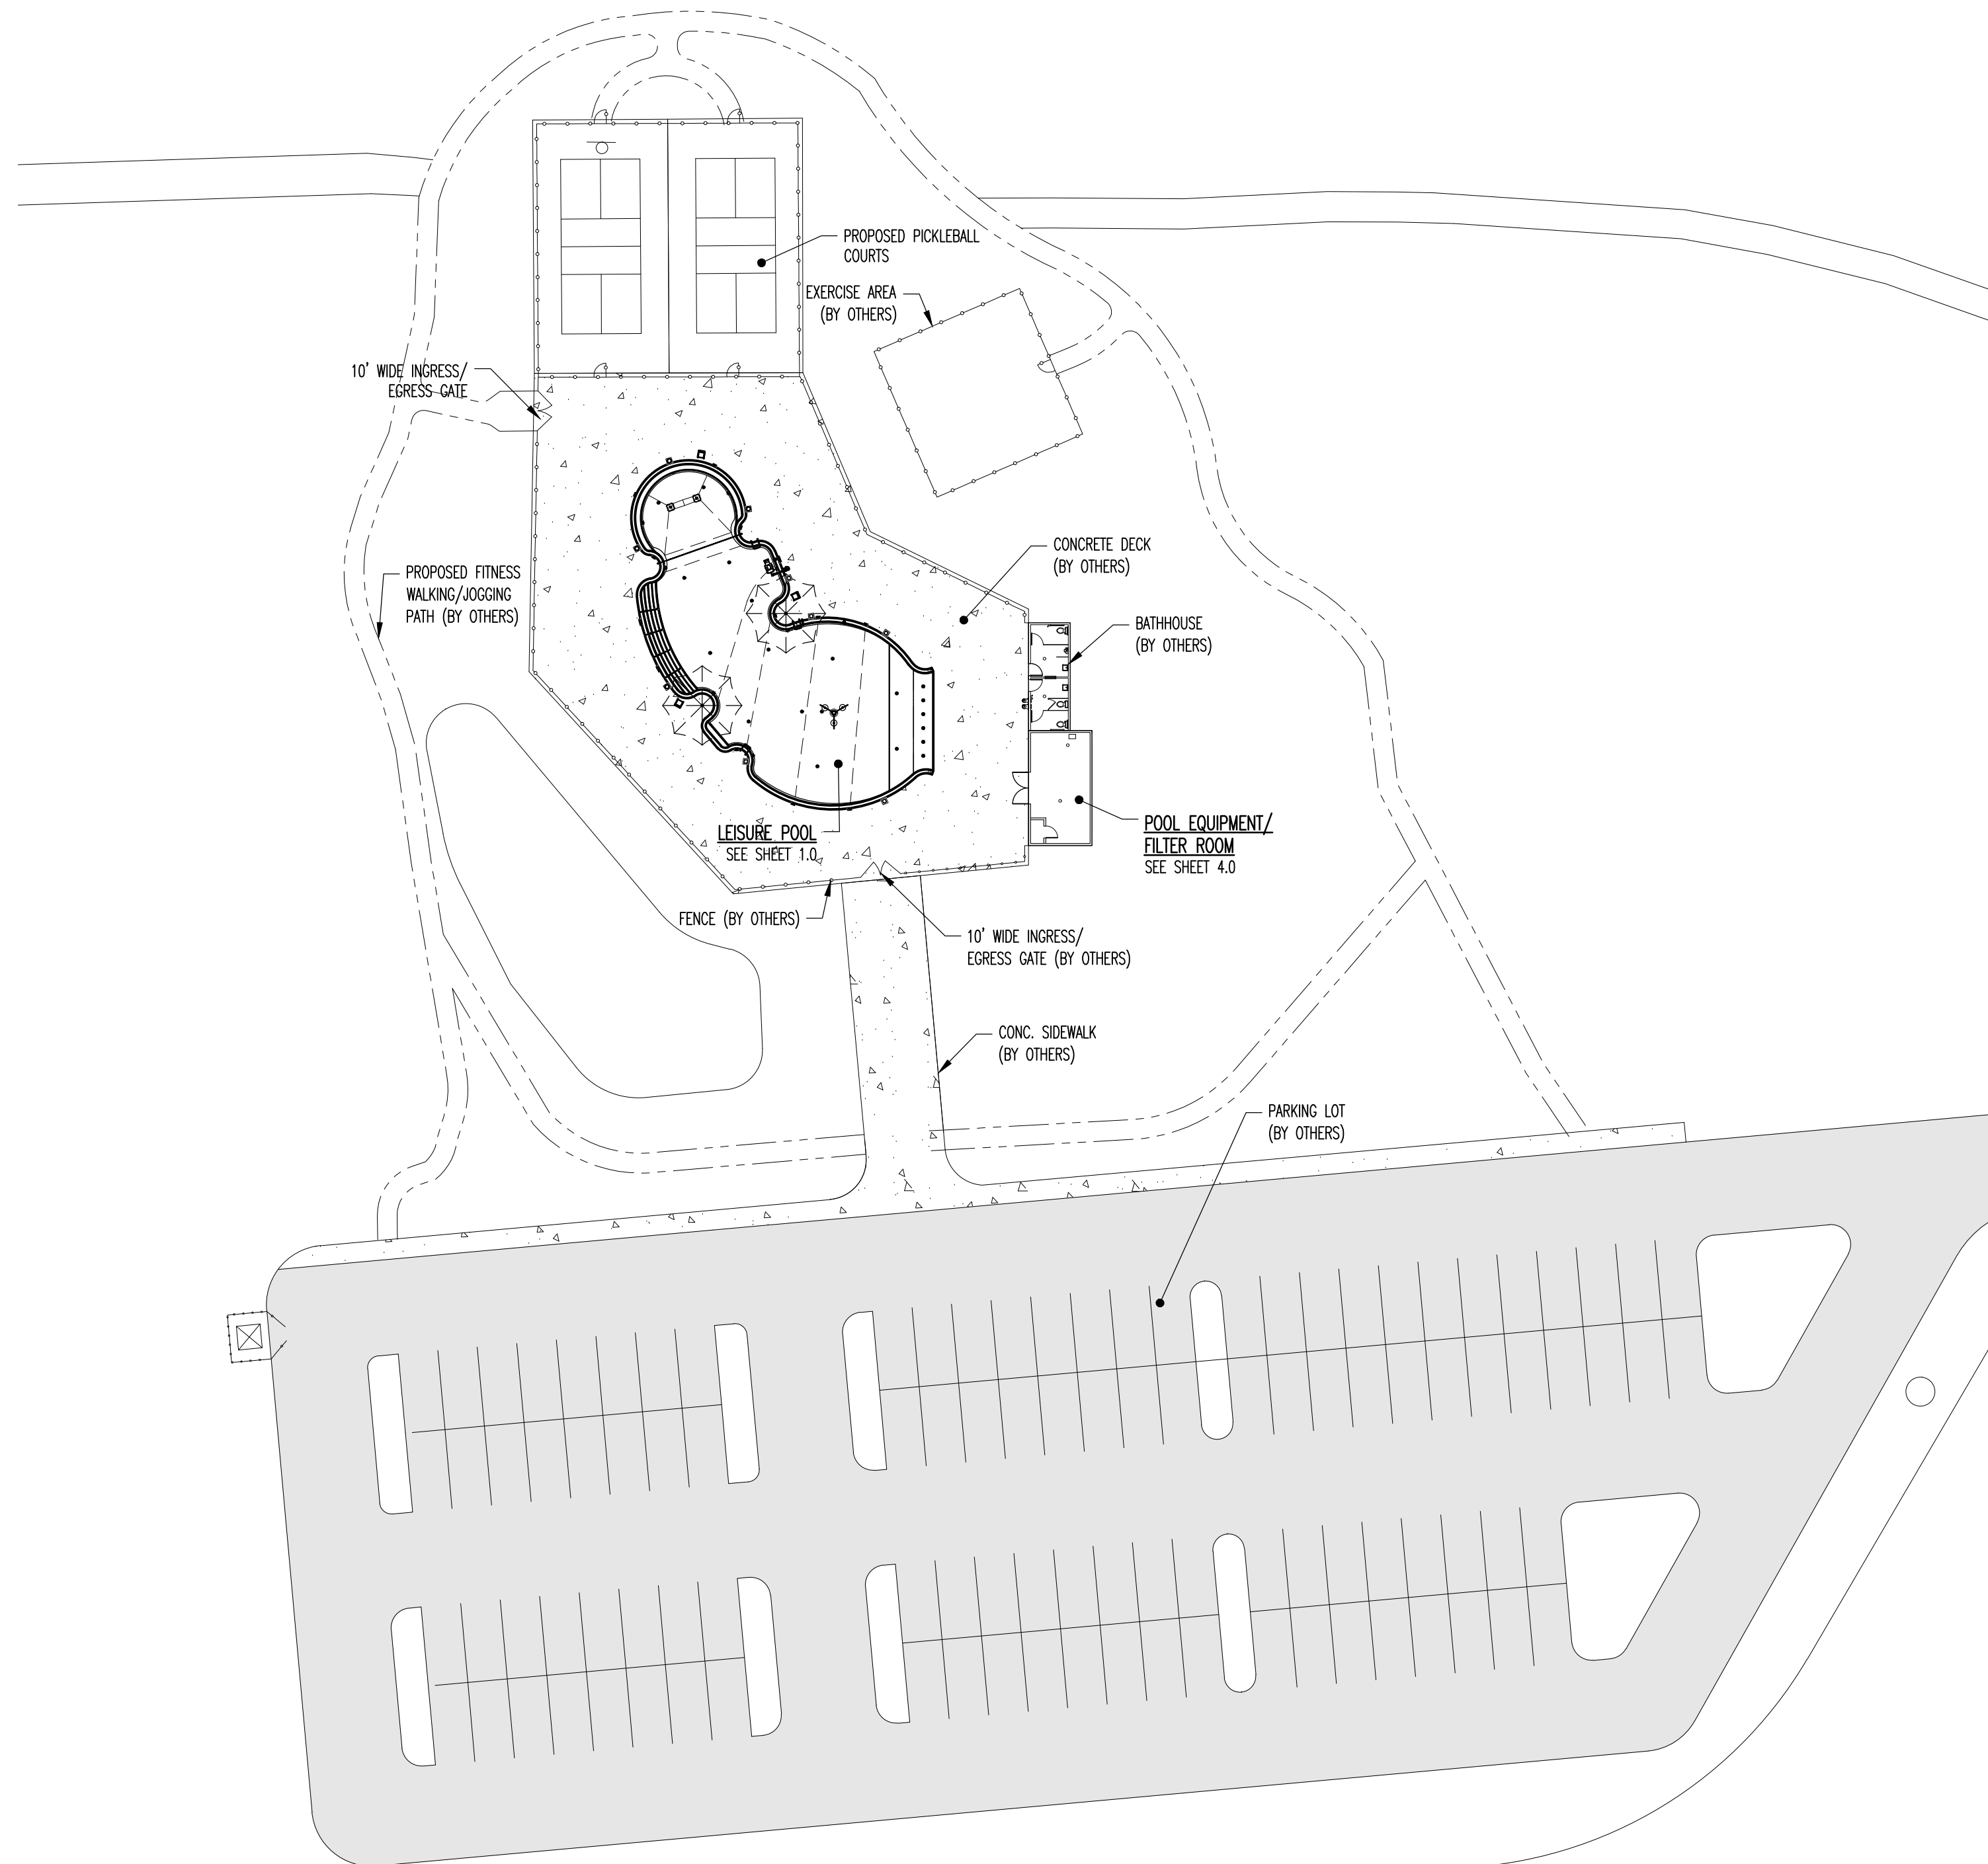 PROPOSED PICKLEBALL
COURTS
EXERCISE AREA
(BY OTHERS)
10' WIDE INGRESS/
EGRESS GATE
CONCRETE DECK
(BY OTHERS)
PROPOSED FITNESS
WALKING/JOGGING
PATH (BY OTHERS)
BATHHOUSE
(BY OTHERS)
LEISURE POOL
SEE SHEET 1.0
POOL EQUIPMENT/
FILTER ROOM
SEE SHEET 4.0
FENCE (BY OTHERS)
10' WIDE INGRESS/
EGRESS GATE (BY OTHERS)
CONC. SIDEWALK
(BY OTHERS)
PARKING LOT
(BY OTHERS)